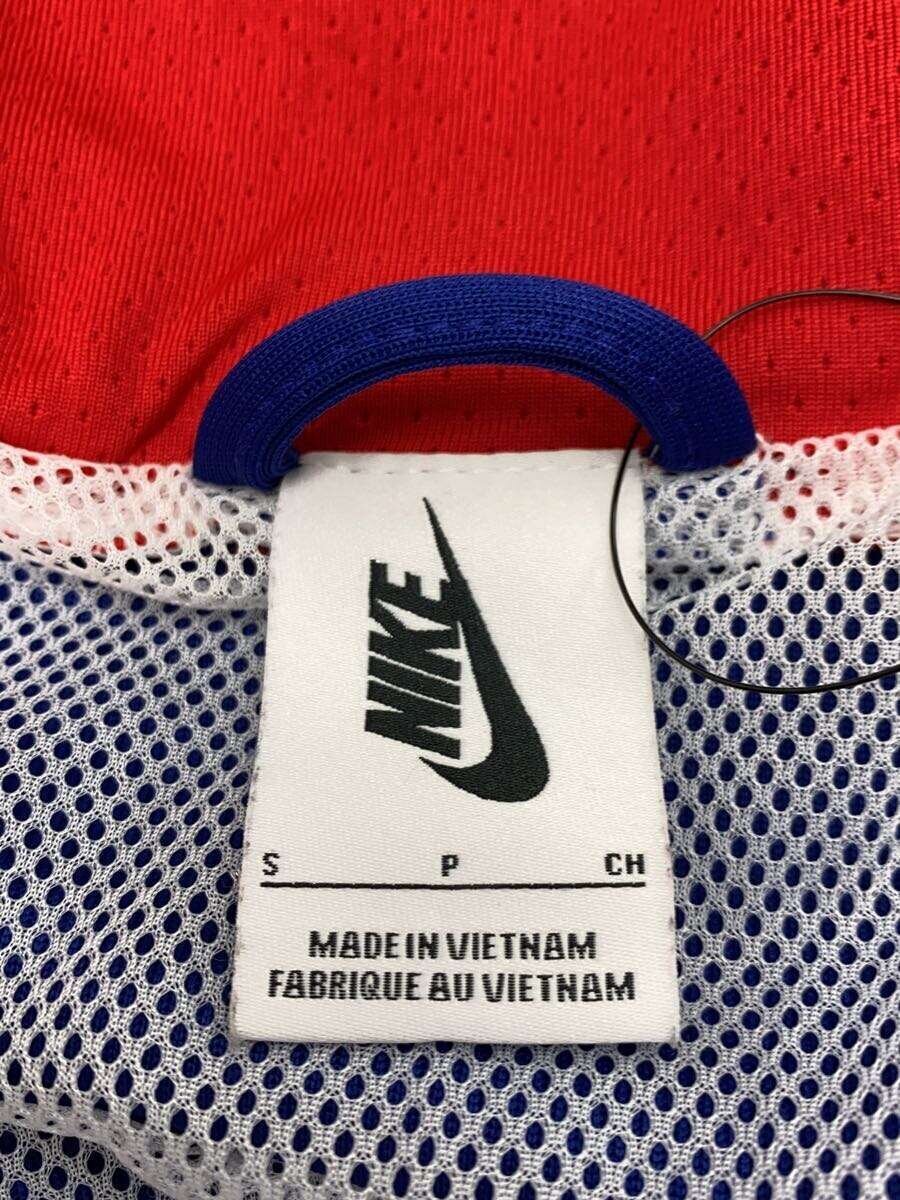 NIKE
S P CH
MADE IN VIETNAM
FABRIQUE AU VIETNAM